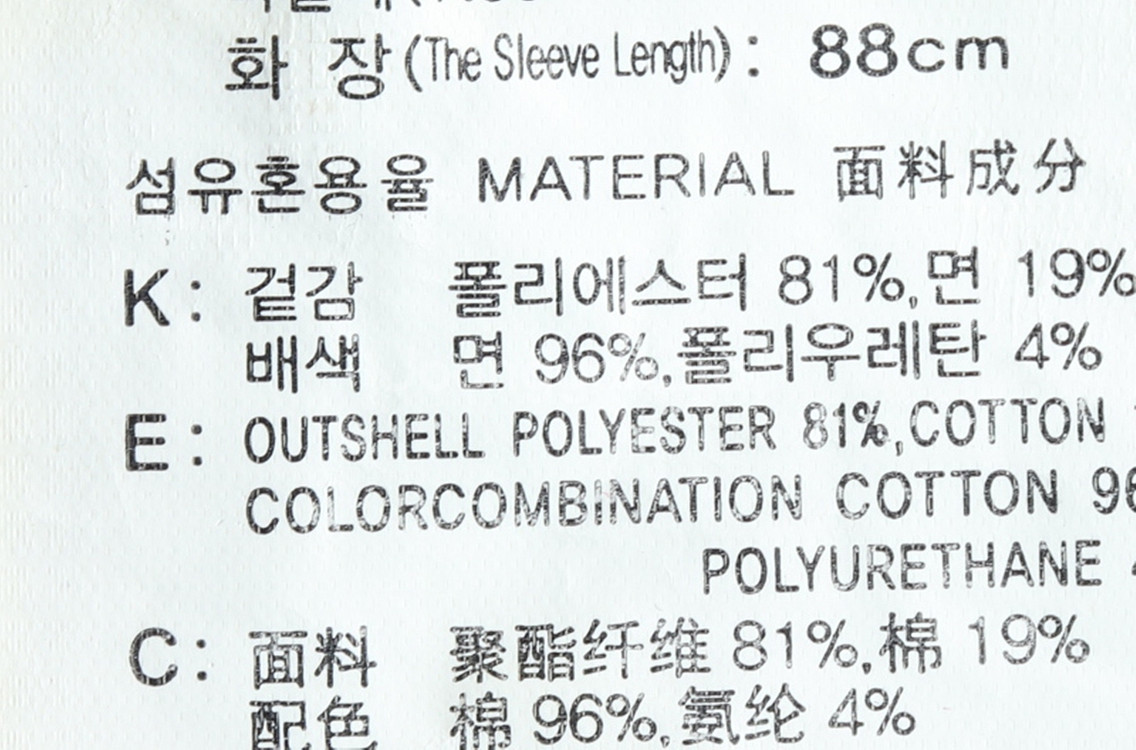 화 장(The Sleeve Length): 88cm
섬유혼용율 MATERIAL 面料成分
K: 겉감 폴리에스터 81%,면 19%
배색 면 96%,폴리우레탄 4%
E: OUTSHELL POLYESTER 81%,COTTON
COLORCOMBINATION COTTON 96
POLYURETHANE
C: 面料 聚酯纤维 81%,棉 19%
配色 棉 96%,氨纶 4%